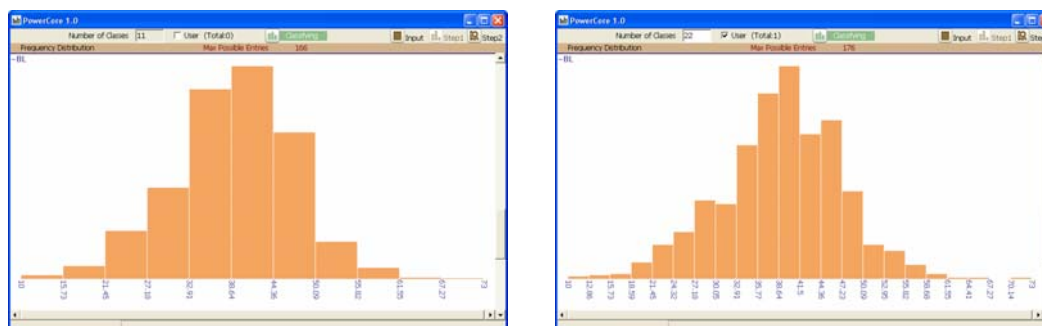 PowerCore 1.0
Number of Classes 11 User (Total:0) Classifying Input Step1 Step2
Frequency Distribution Max Possible Entries 166
~BL
10 15.73 21.45 27.18 32.91 38.64 44.36 50.09 55.82 61.55 67.27 73
PowerCore 1.0
Number of Classes 22 User (Total:1) Classifying Input Step1 Step2
Frequency Distribution Max Possible Entries 176
~BL
10 12.86 15.73 18.59 21.45 24.32 27.18 30.05 32.91 35.77 38.64 41.5 44.36 47.23 50.09 52.95 55.82 58.68 61.55 64.41 67.27 70.14 73